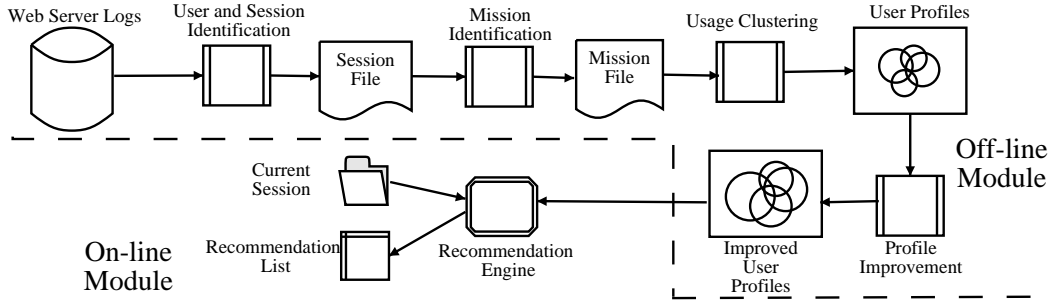 Web Server Logs
User and Session
Identification
Session
File
Mission
Identification
Mission
File
Usage Clustering
User Profiles
Off-line
Module
Current
Session
Recommendation
List
Recommendation
Engine
Improved
User
Profiles
Profile
Improvement
On-line
Module